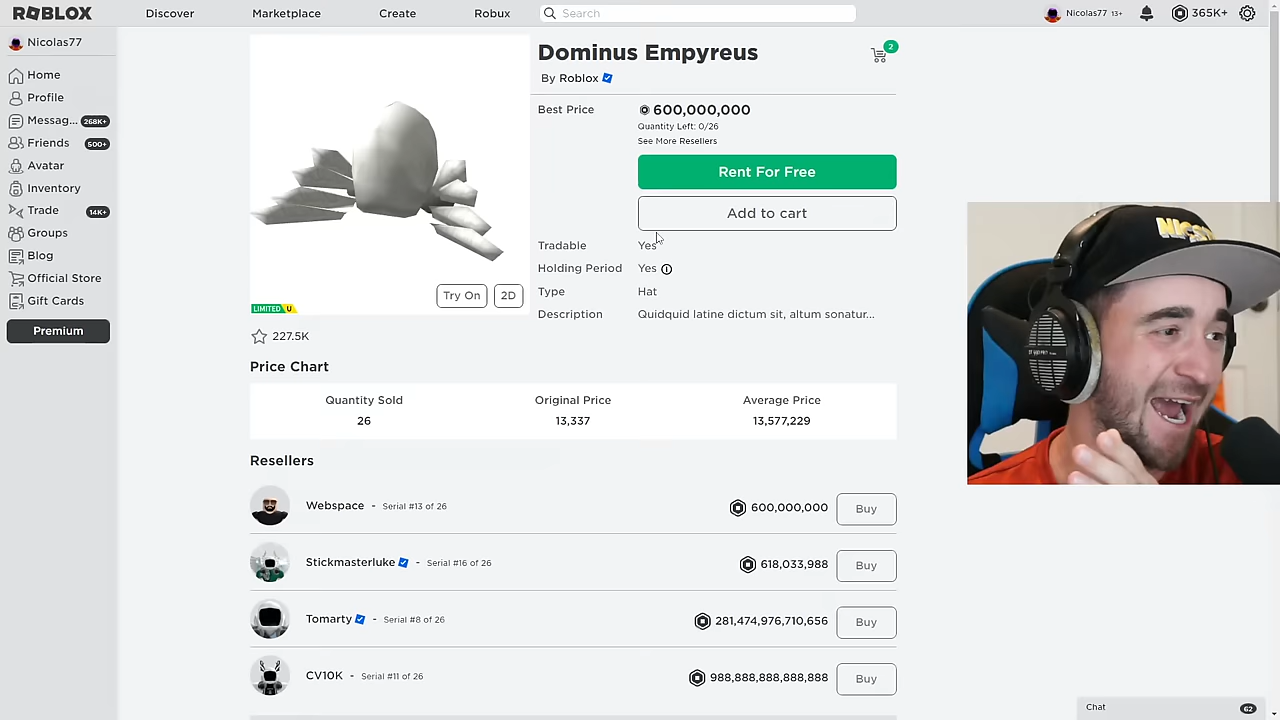 ROBLOX
Discover
Marketplace
Create
Robux
Search
Nicolas77 13+
365K+
Nicolas77
Home
Profile
Messag... 268K+
Friends 500+
Avatar
Inventory
Trade 14K+
Groups
Blog
Official Store
Gift Cards
Premium
LIMITED U
Try On
2D
227.5K
Dominus Empyreus
2
By Roblox
Best Price
600,000,000
Quantity Left: 0/26
See More Resellers
Rent For Free
Add to cart
Tradable Yes
Holding Period Yes
Type Hat
Description Quidquid latine dictum sit, altum sonatur...
Price Chart
Quantity Sold Original Price Average Price
26 13,337 13,577,229
Resellers
Webspace - Serial #13 of 26 600,000,000 Buy
Stickmasterluke - Serial #16 of 26 618,033,988 Buy
Tomarty - Serial #8 of 26 281,474,976,710,656 Buy
CV10K - Serial #11 of 26 988,888,888,888,888 Buy
Chat 62